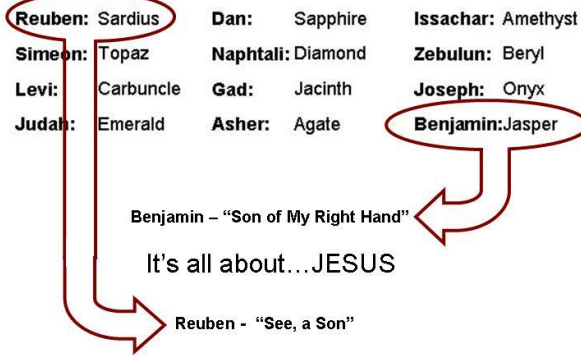 Reuben: Sardius Dan: Sapphire Issachar: Amethyst
Simeon: Topaz Naphtali: Diamond Zebulun: Beryl
Levi: Carbuncle Gad: Jacinth Joseph: Onyx
Judah: Emerald Asher: Agate Benjamin: Jasper
Benjamin – “Son of My Right Hand”
It's all about…JESUS
Reuben - “See, a Son”